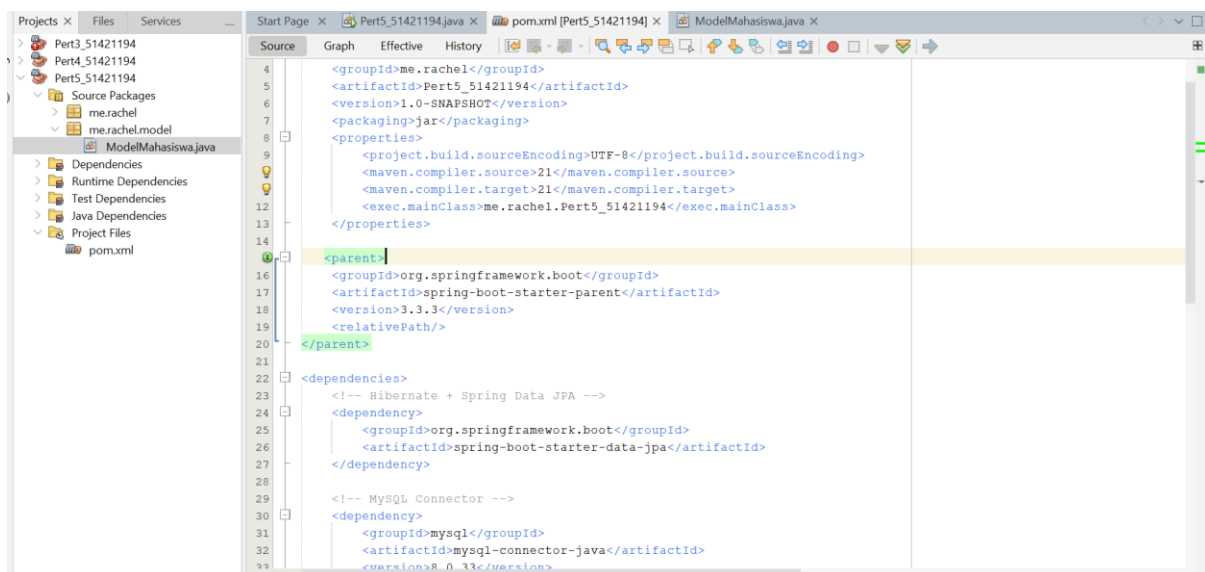 Projects × Files Services
Start Page × Pert5_51421194.java × pom.xml [Pert5_51421194] × ModelMahasiswa.java ×
Pert3_51421194
Pert4_51421194
Pert5_51421194
Source Packages
me.rachel
me.rachel.model
ModelMahasiswa.java
Dependencies
Runtime Dependencies
Test Dependencies
Java Dependencies
Project Files
pom.xml
Source Graph Effective History
4 <groupId>me.rachel</groupId>
5 <artifactId>Pert5_51421194</artifactId>
6 <version>1.0-SNAPSHOT</version>
7 <packaging>jar</packaging>
8 <properties>
9 <project.build.sourceEncoding>UTF-8</project.build.sourceEncoding>
<maven.compiler.source>21</maven.compiler.source>
<maven.compiler.target>21</maven.compiler.target>
12 <exec.mainClass>me.rachel.Pert5_51421194</exec.mainClass>
13 </properties>
14
<parent>
16 <groupId>org.springframework.boot</groupId>
17 <artifactId>spring-boot-starter-parent</artifactId>
18 <version>3.3.3</version>
19 <relativePath/>
20 </parent>
21
22 <dependencies>
23 <!-- Hibernate + Spring Data JPA -->
24 <dependency>
25 <groupId>org.springframework.boot</groupId>
26 <artifactId>spring-boot-starter-data-jpa</artifactId>
27 </dependency>
28
29 <!-- MySQL Connector -->
30 <dependency>
31 <groupId>mysql</groupId>
32 <artifactId>mysql-connector-java</artifactId>
33 <version>8.0.33</version>